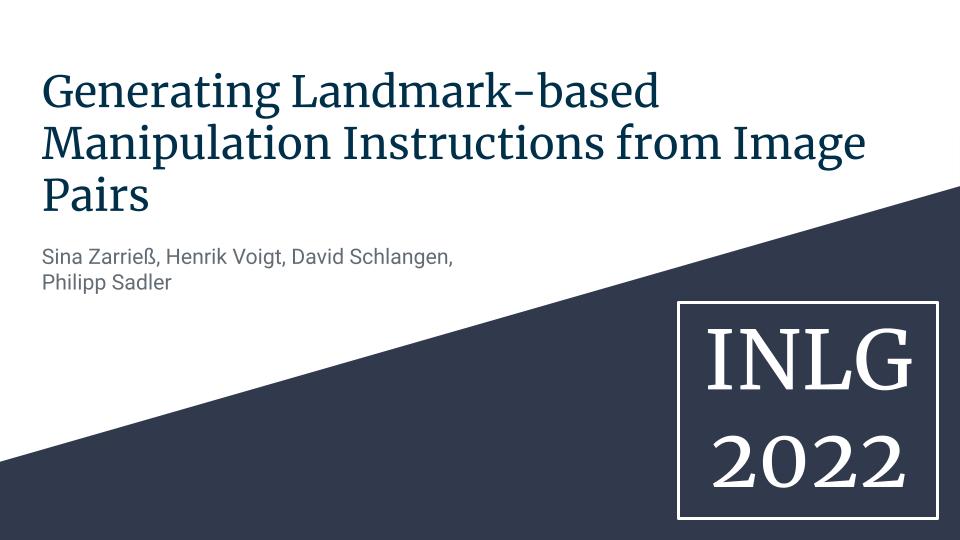 Generating Landmark-based
Manipulation Instructions from Image
Pairs
Sina Zarrieß, Henrik Voigt, David Schlangen,
Philipp Sadler
INLG
2022